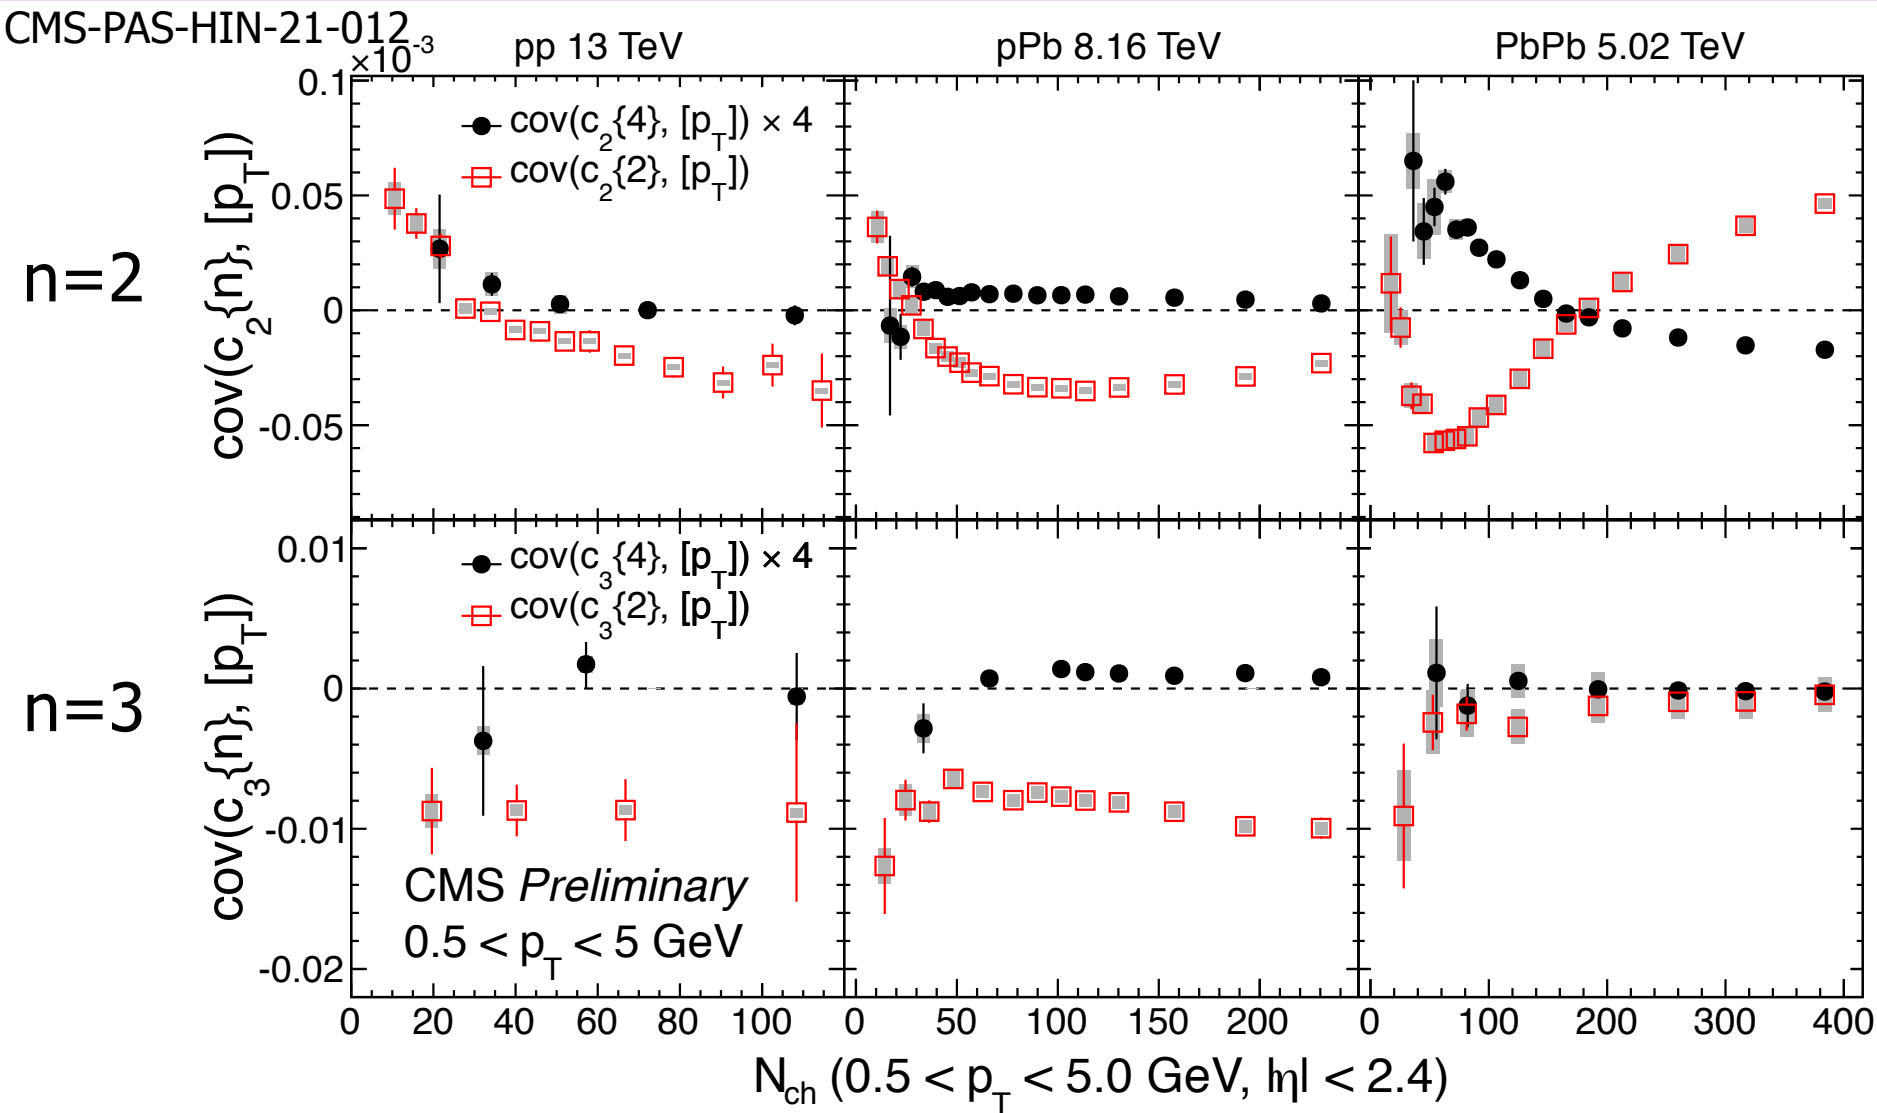 CMS-PAS-HIN-21-012
×10⁻³
pp 13 TeV
pPb 8.16 TeV
PbPb 5.02 TeV
n=2
cov(c₂{n}, [p_T])
0.1
0.05
0
-0.05
cov(c₂{4}, [p_T]) × 4
cov(c₂{2}, [p_T])
n=3
cov(c₃{n}, [p_T])
0.01
0
-0.01
-0.02
cov(c₃{4}, [p_T]) × 4
cov(c₃{2}, [p_T])
CMS Preliminary
0.5 < p_T < 5 GeV
0 20 40 60 80 100
0 50 100 150 200
0 100 200 300 400
N_ch (0.5 < p_T < 5.0 GeV, |η| < 2.4)